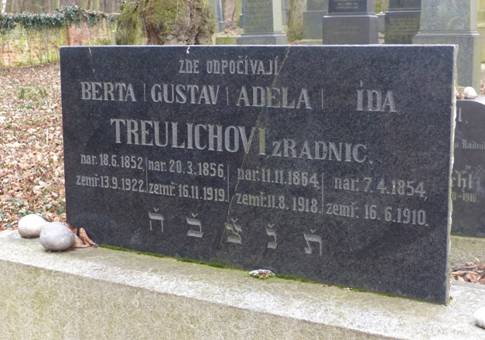 ZDE ODPOČÍVAJÍ
BERTA | GUSTAV | ADELA | ÍDA
TREULICHOVI Z RADNIC.
nar. 18.6. 1852, nar. 20.3. 1856, nar. 11.11. 1864, nar. 7.4. 1854,
zemř. 13.9. 1922. zemř. 16.11. 1919. zemř. 11.8. 1918. zemř. 16.6. 1910.
ת נ צ ב ה